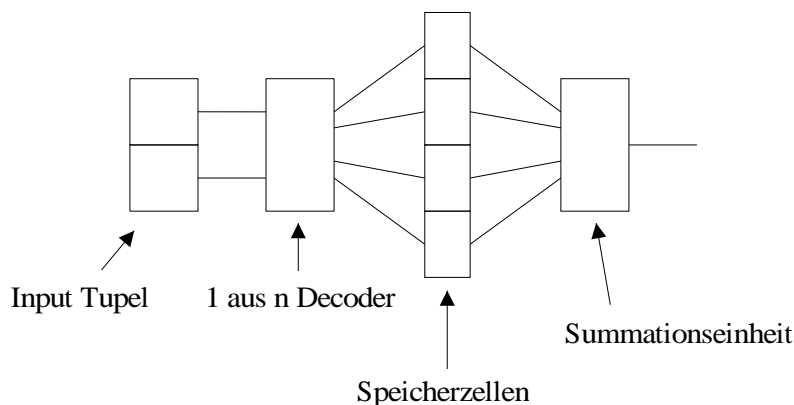 Input Tupel
1 aus n Decoder
Summationseinheit
Speicherzellen